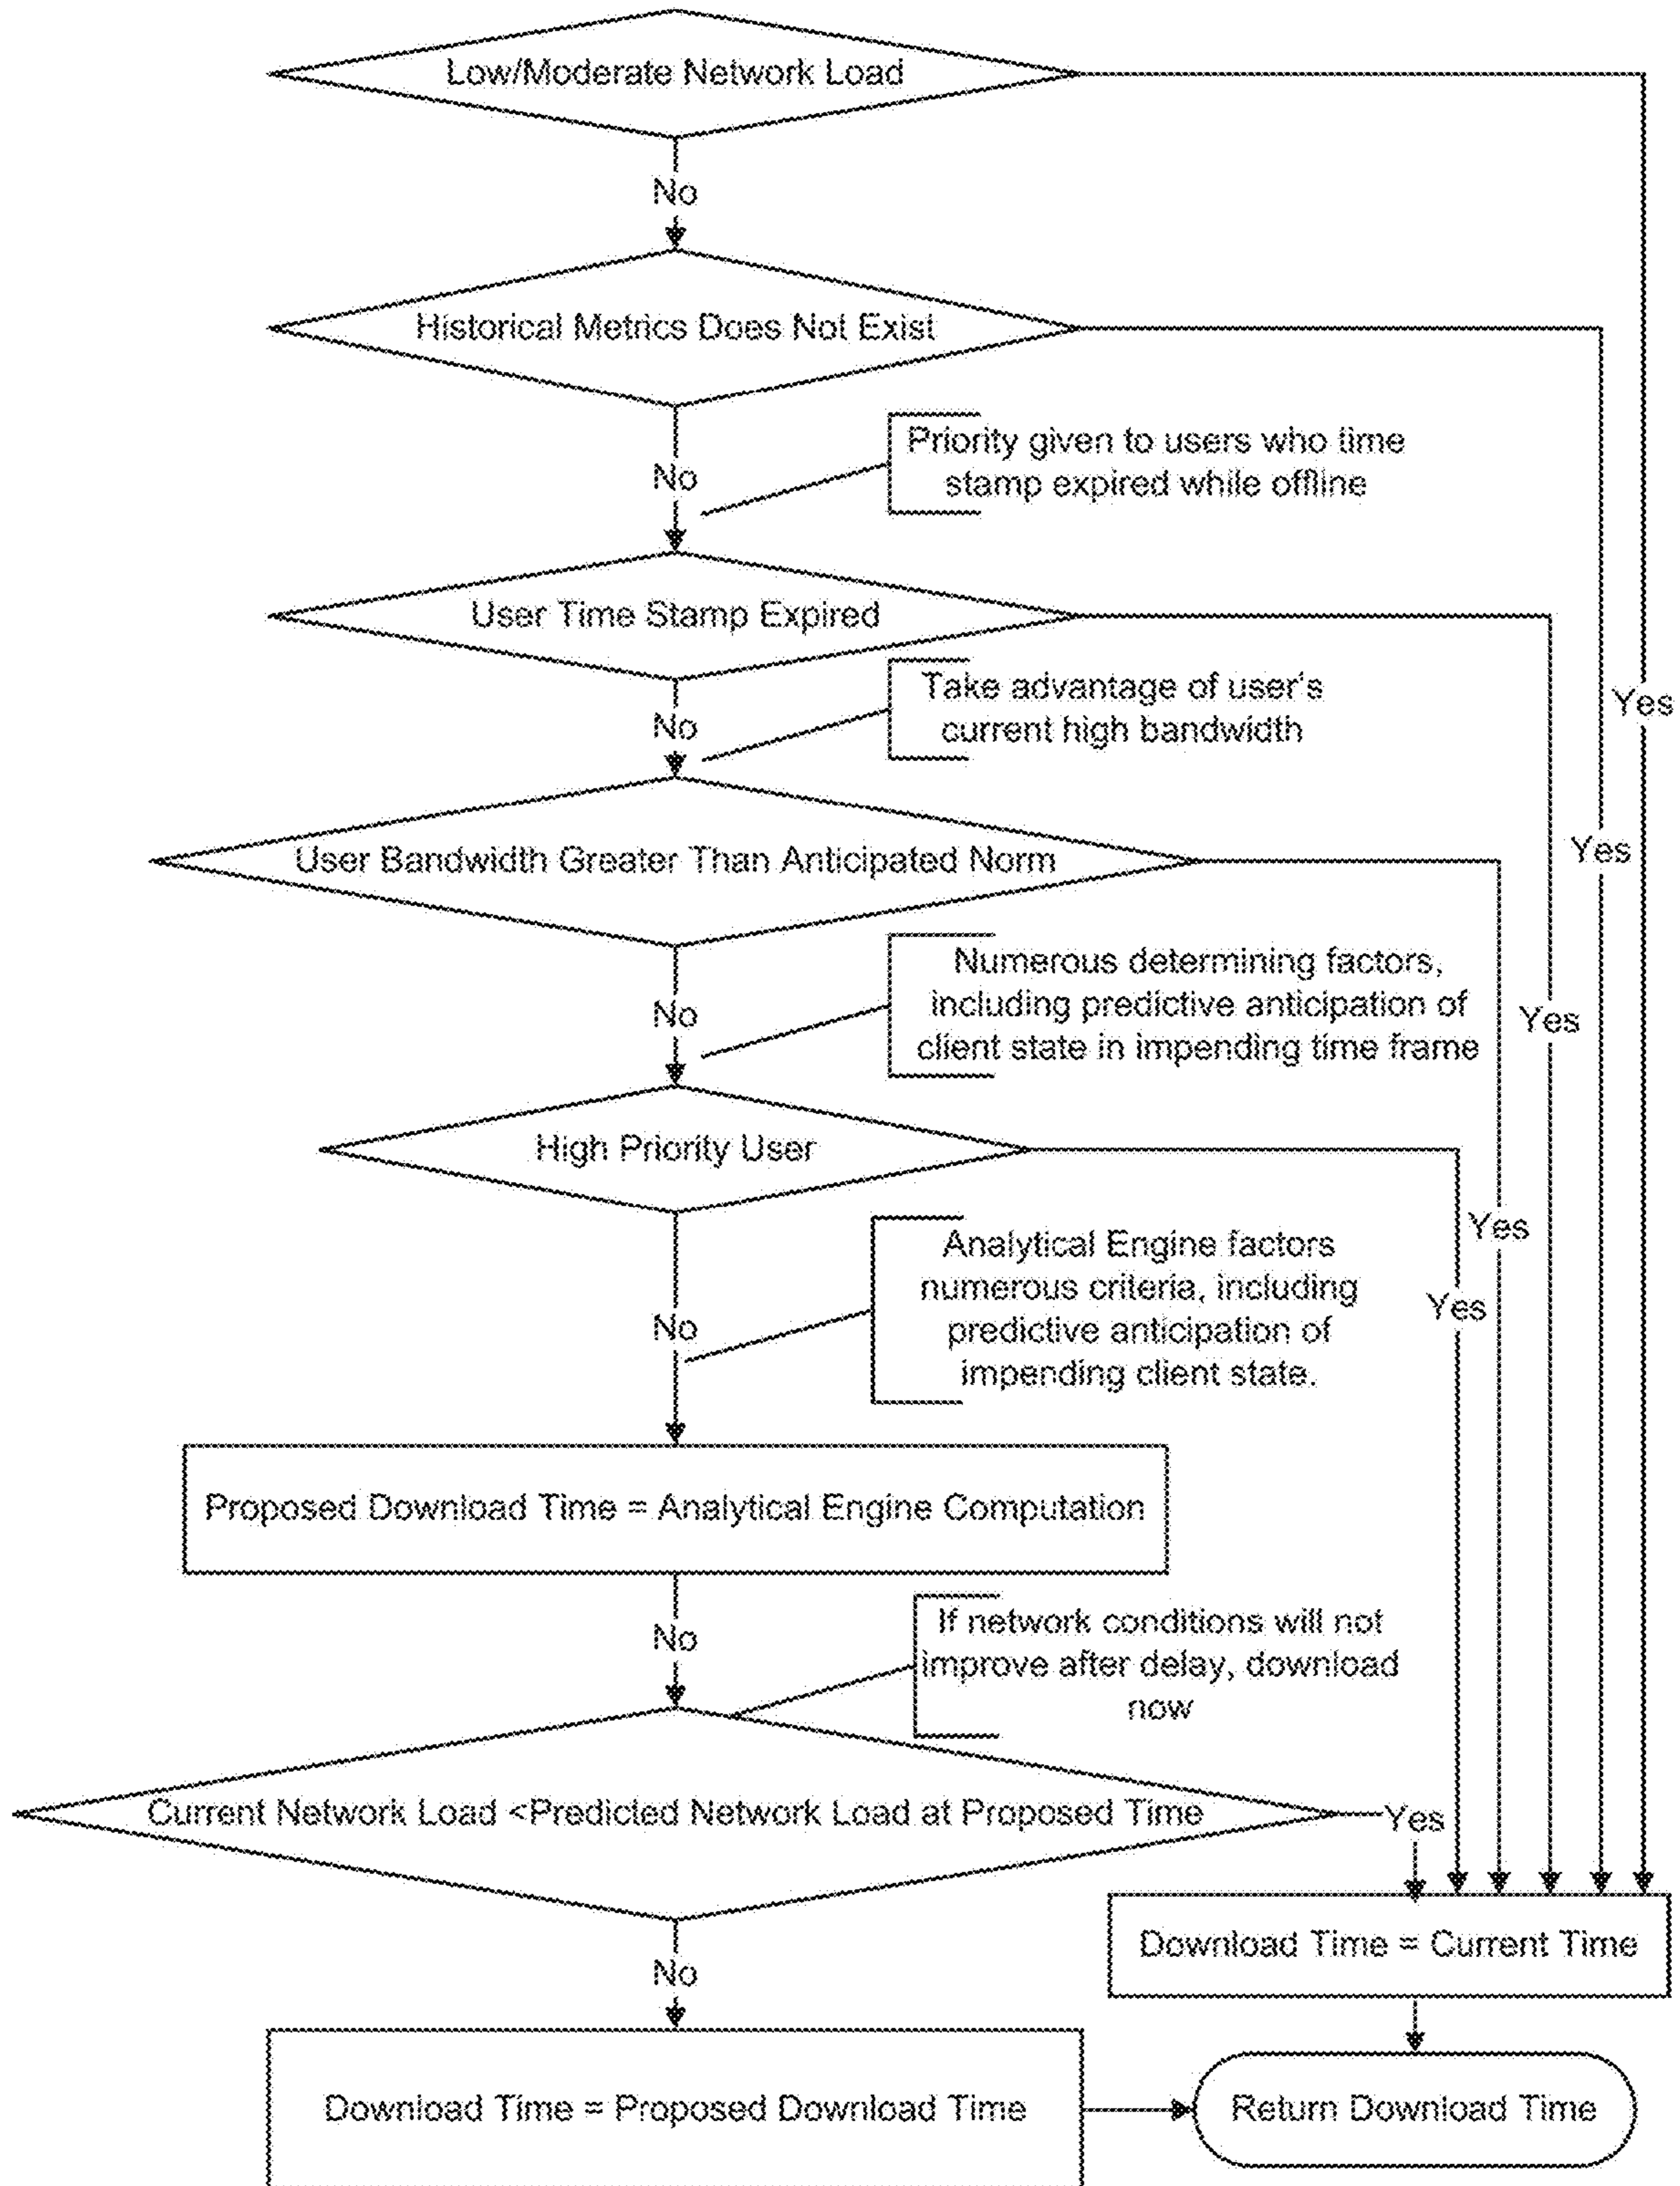 Low/Moderate Network Load
No
Historical Metrics Does Not Exist
Priority given to users who time
stamp expired while offline
No
User Time Stamp Expired
Take advantage of user's
current high bandwidth
No
Yes
User Bandwidth Greater Than Anticipated Norm
Yes
Numerous determining factors,
including predictive anticipation of
client state in impending time frame
No
Yes
High Priority User
Yes
Analytical Engine factors
numerous criteria, including
predictive anticipation of
impending client state.
No
Yes
Proposed Download Time = Analytical Engine Computation
If network conditions will not
improve after delay, download
now
No
Current Network Load <Predicted Network Load at Proposed Time
Yes
Download Time = Current Time
No
Download Time = Proposed Download Time
Return Download Time